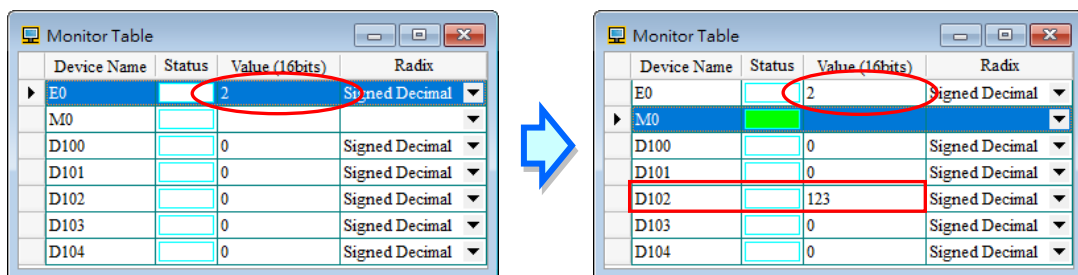 Monitor Table
Device Name Status Value (16bits) Radix
E0 2 Signed Decimal
M0
D100 0 Signed Decimal
D101 0 Signed Decimal
D102 0 Signed Decimal
D103 0 Signed Decimal
D104 0 Signed Decimal
Monitor Table
Device Name Status Value (16bits) Radix
E0 2 Signed Decimal
M0
D100 0 Signed Decimal
D101 0 Signed Decimal
D102 123 Signed Decimal
D103 0 Signed Decimal
D104 0 Signed Decimal